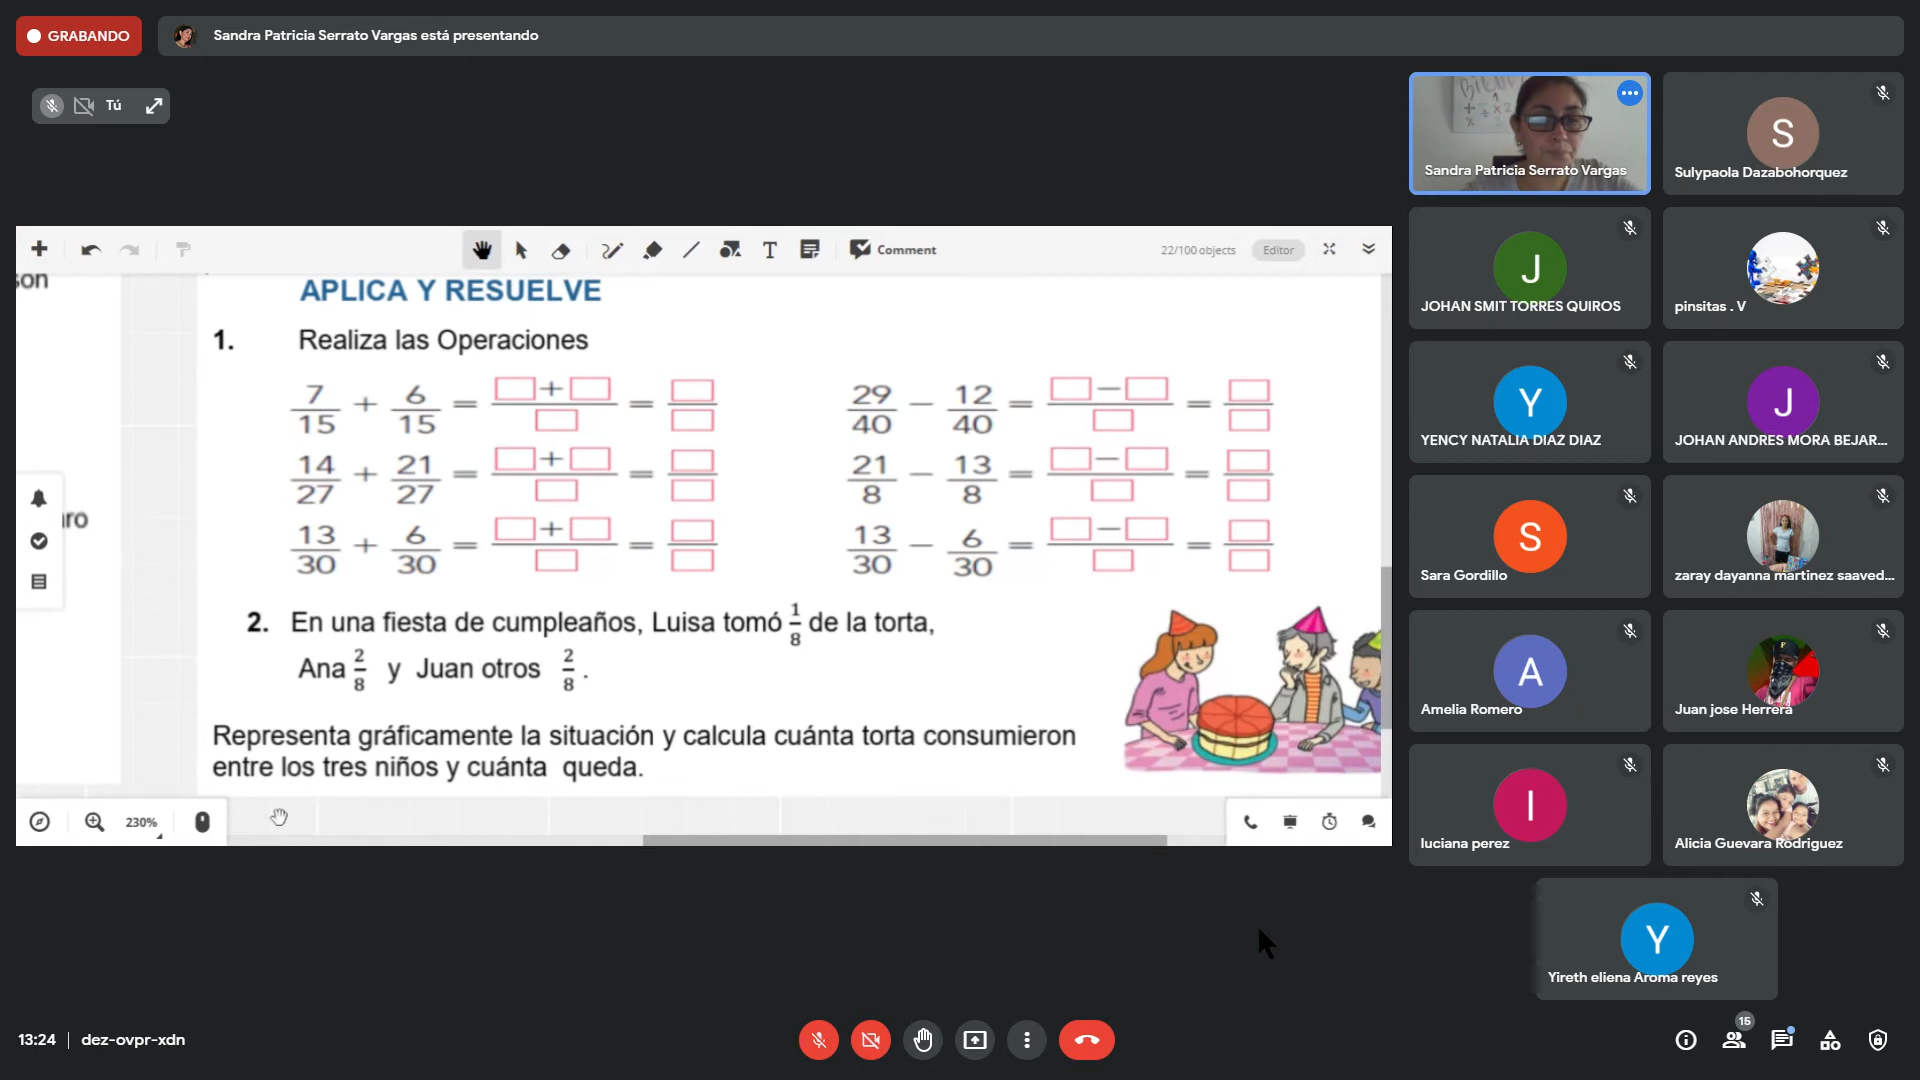 GRABANDO
Sandra Patricia Serrato Vargas está presentando
Tú
Comment
22/100 objects
Editor
son
aro
APLICA Y RESUELVE
1. Realiza las Operaciones
7/15 + 6/15 = □+□/□ = □/□
29/40 − 12/40 = □−□/□ = □/□
14/27 + 21/27 = □+□/□ = □/□
21/8 − 13/8 = □−□/□ = □/□
13/30 + 6/30 = □+□/□ = □/□
13/30 − 6/30 = □−□/□ = □/□
2. En una fiesta de cumpleaños, Luisa tomó 1/8 de la torta,
Ana 2/8 y Juan otros 2/8 .
Representa gráficamente la situación y calcula cuánta torta consumieron
entre los tres niños y cuánta queda.
230%
Sandra Patricia Serrato Vargas
S
Sulypaola Dazabohorquez
J
JOHAN SMIT TORRES QUIROS
pinsitas . V
Y
YENCY NATALIA DIAZ DIAZ
J
JOHAN ANDRES MORA BEJAR...
S
Sara Gordillo
zaray dayanna martinez saaved...
A
Amelia Romero
Juan jose Herrera
I
luciana perez
Alicia Guevara Rodriguez
Y
Yireth eliena Aroma reyes
13:24 | dez-ovpr-xdn
15